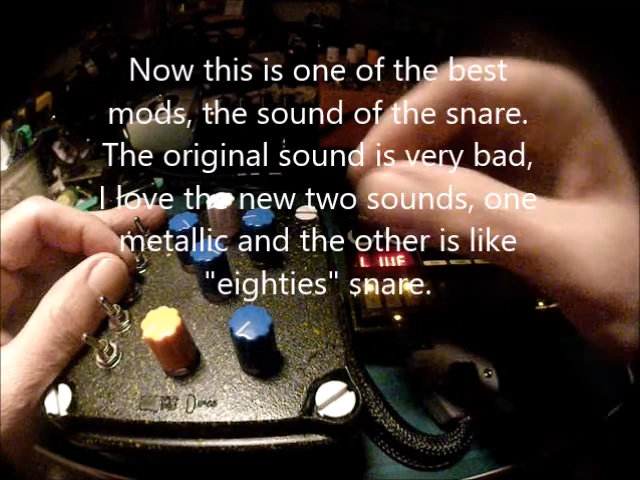 Now this is one of the best
mods, the sound of the snare.
The original sound is very bad,
I love the new two sounds, one
metallic and the other is like
"eighties" snare.